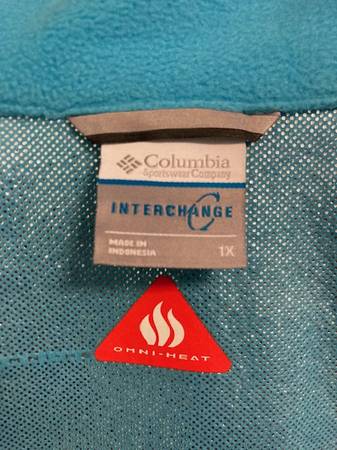 Columbia
Sportswear Company
INTERCHANGE
MADE IN
INDONESIA
1X
OMNI-HEAT